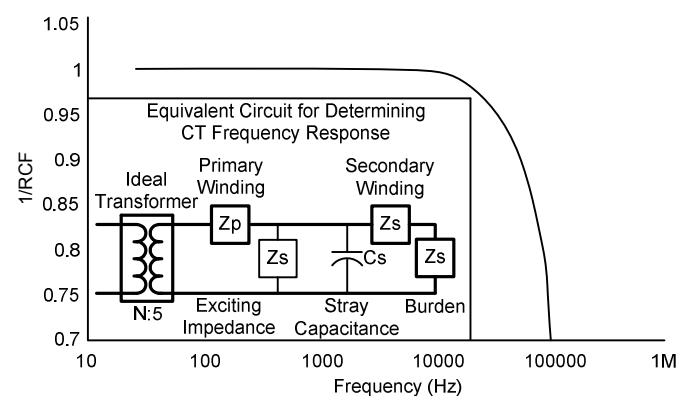 1.05
1
0.95
0.9
0.85
0.8
0.75
0.7
1/RCF
Equivalent Circuit for Determining
CT Frequency Response
Ideal
Transformer
Primary
Winding
Secondary
Winding
Zp
Zs
Zs
Cs
Zs
N:5
Exciting
Impedance
Stray
Capacitance
Burden
10
100
1000
10000
100000
1M
Frequency (Hz)